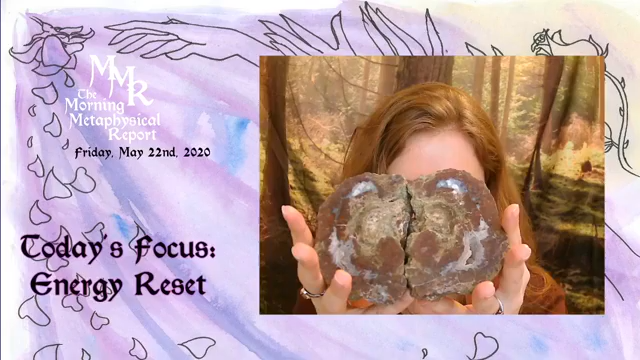 MMR
The
Morning
Metaphysical
Report
Friday, May 22nd, 2020
Today's Focus:
Energy Reset